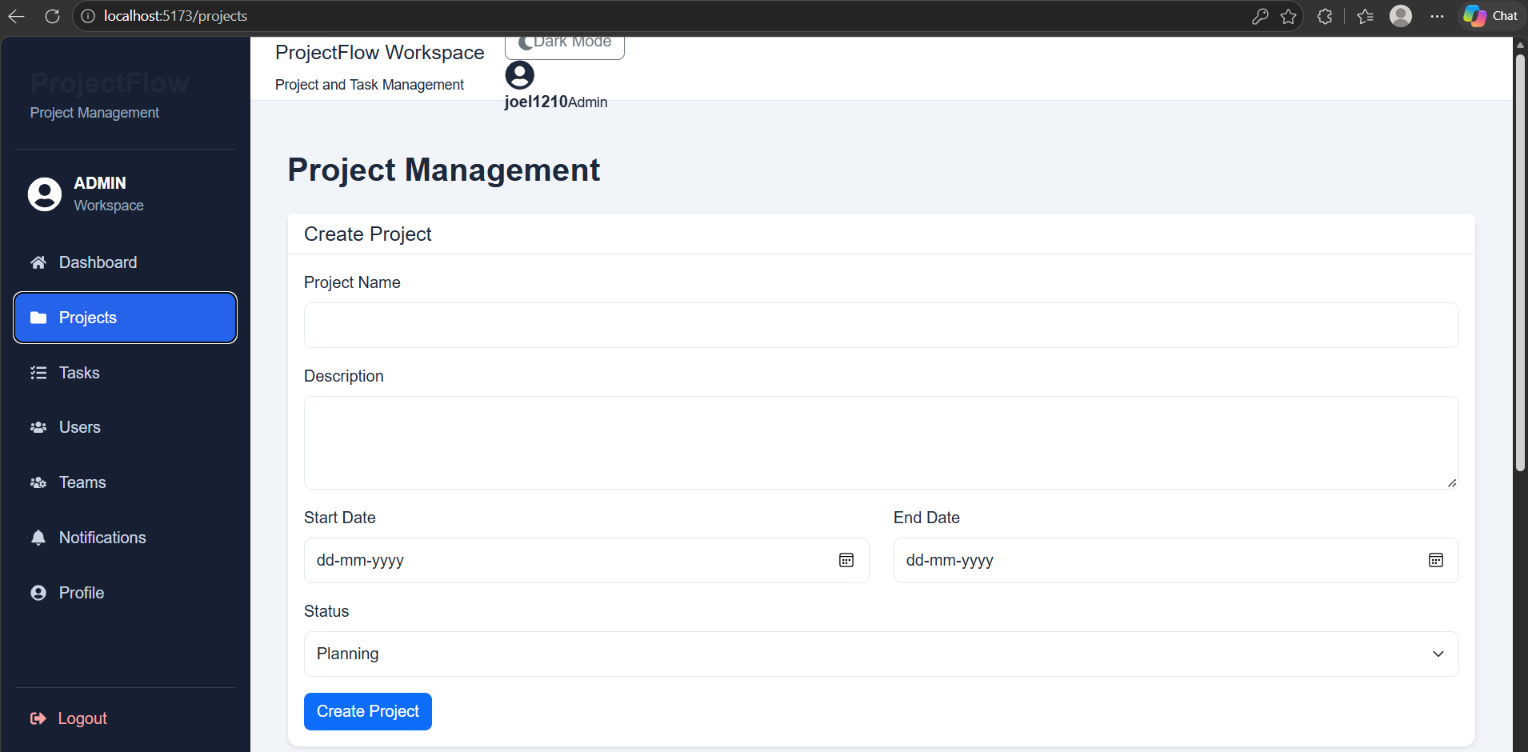 localhost:5173/projects
Chat
ProjectFlow
Project Management
ADMIN
Workspace
Dashboard
Projects
Tasks
Users
Teams
Notifications
Profile
Logout
ProjectFlow Workspace
Project and Task Management
Dark Mode
joel1210Admin
Project Management
Create Project
Project Name
Description
Start Date End Date
dd-mm-yyyy dd-mm-yyyy
Status
Planning
Create Project